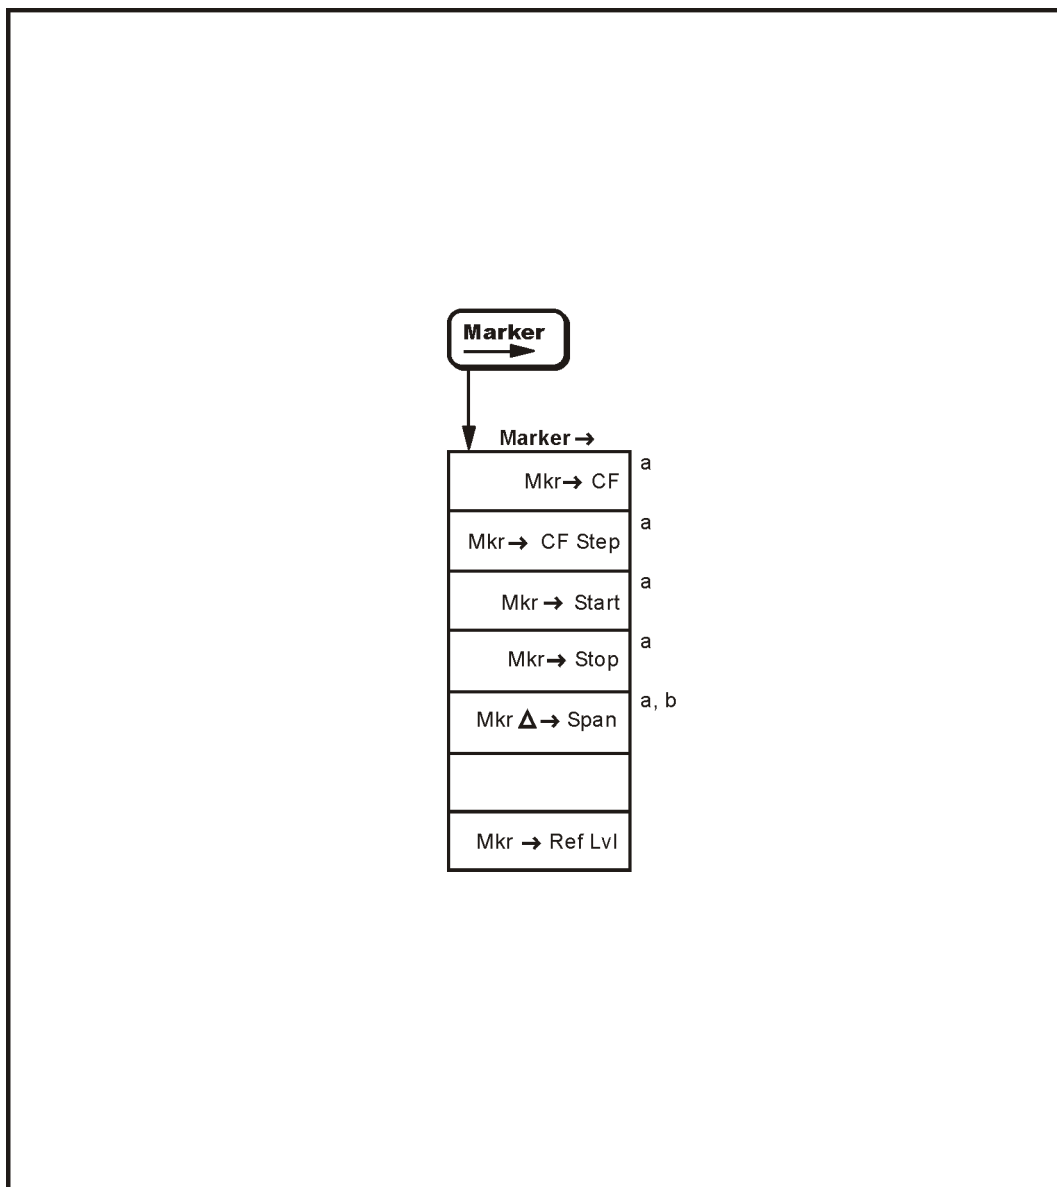 Marker
Marker →
Mkr → CF a
Mkr → CF Step a
Mkr → Start a
Mkr → Stop a
Mkr Δ → Span a, b
Mkr → Ref Lvl